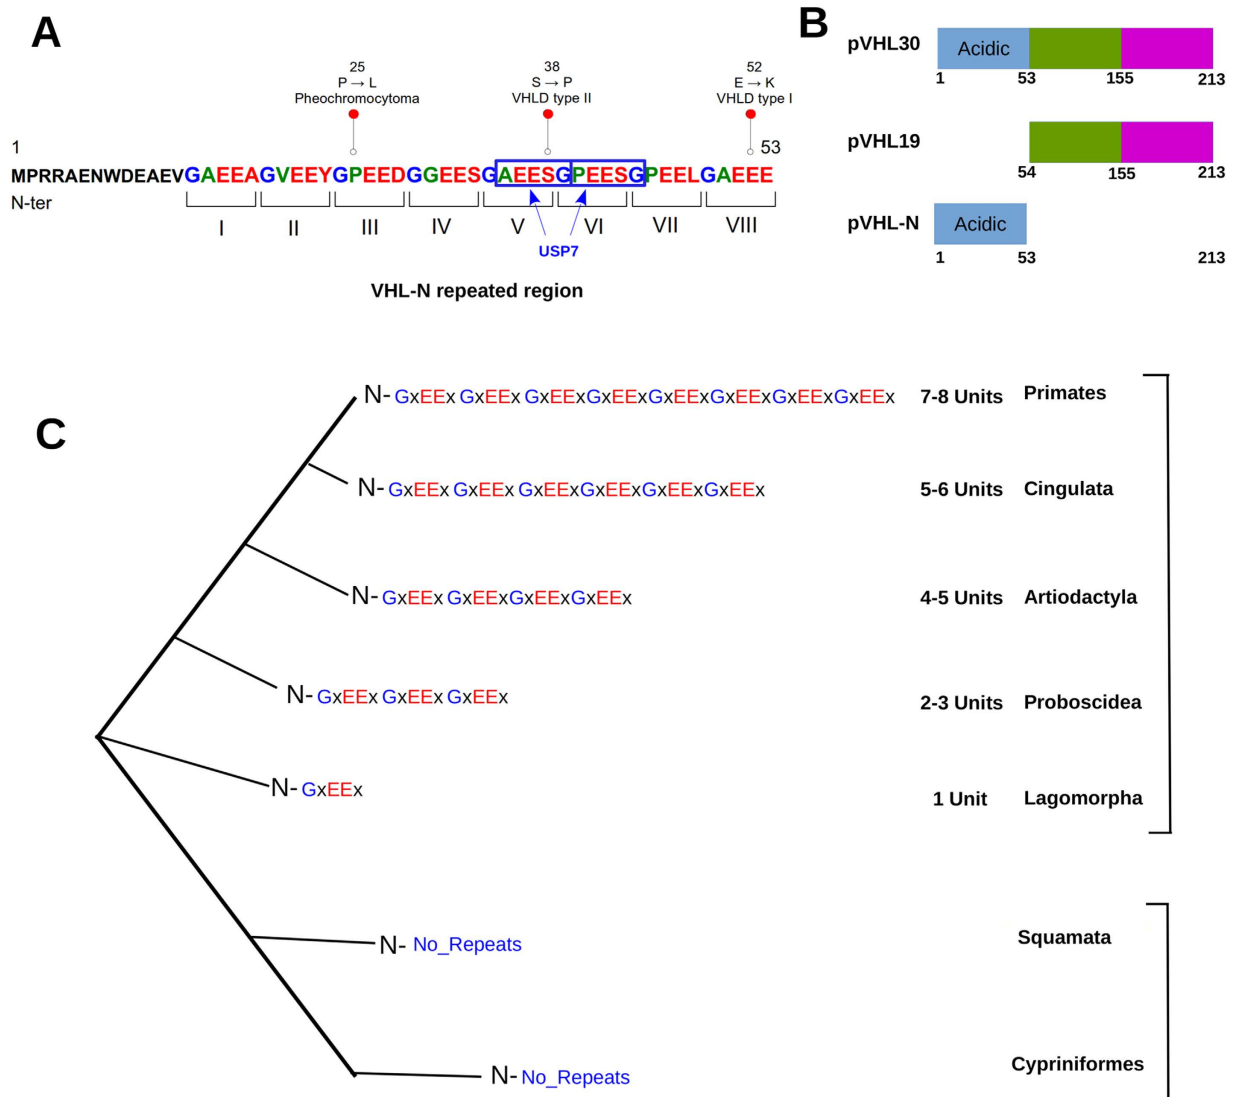 A
25
P → L
Pheochromocytoma
38
S → P
VHLD type II
52
E → K
VHLD type I
1
53
MPRRAENWDEAEVGAEEAGVEEYGPEEDGGEESGAEESGPEESGPEELGAEEE
N-ter
I II III IV V VI VII VIII
USP7
VHL-N repeated region
B
pVHL30
Acidic
1 53 155 213
pVHL19
54 155 213
pVHL-N
Acidic
1 53 213
C
N- GxEEx GxEEx GxEExGxEExGxEExGxEExGxEExGxEEx 7-8 Units Primates
N- GxEEx GxEEx GxEExGxEExGxEExGxEEx 5-6 Units Cingulata
N- GxEEx GxEExGxEExGxEEx 4-5 Units Artiodactyla
N- GxEEx GxEEx GxEEx 2-3 Units Proboscidea
N- GxEEx 1 Unit Lagomorpha
N- No_Repeats Squamata
N- No_Repeats Cypriniformes